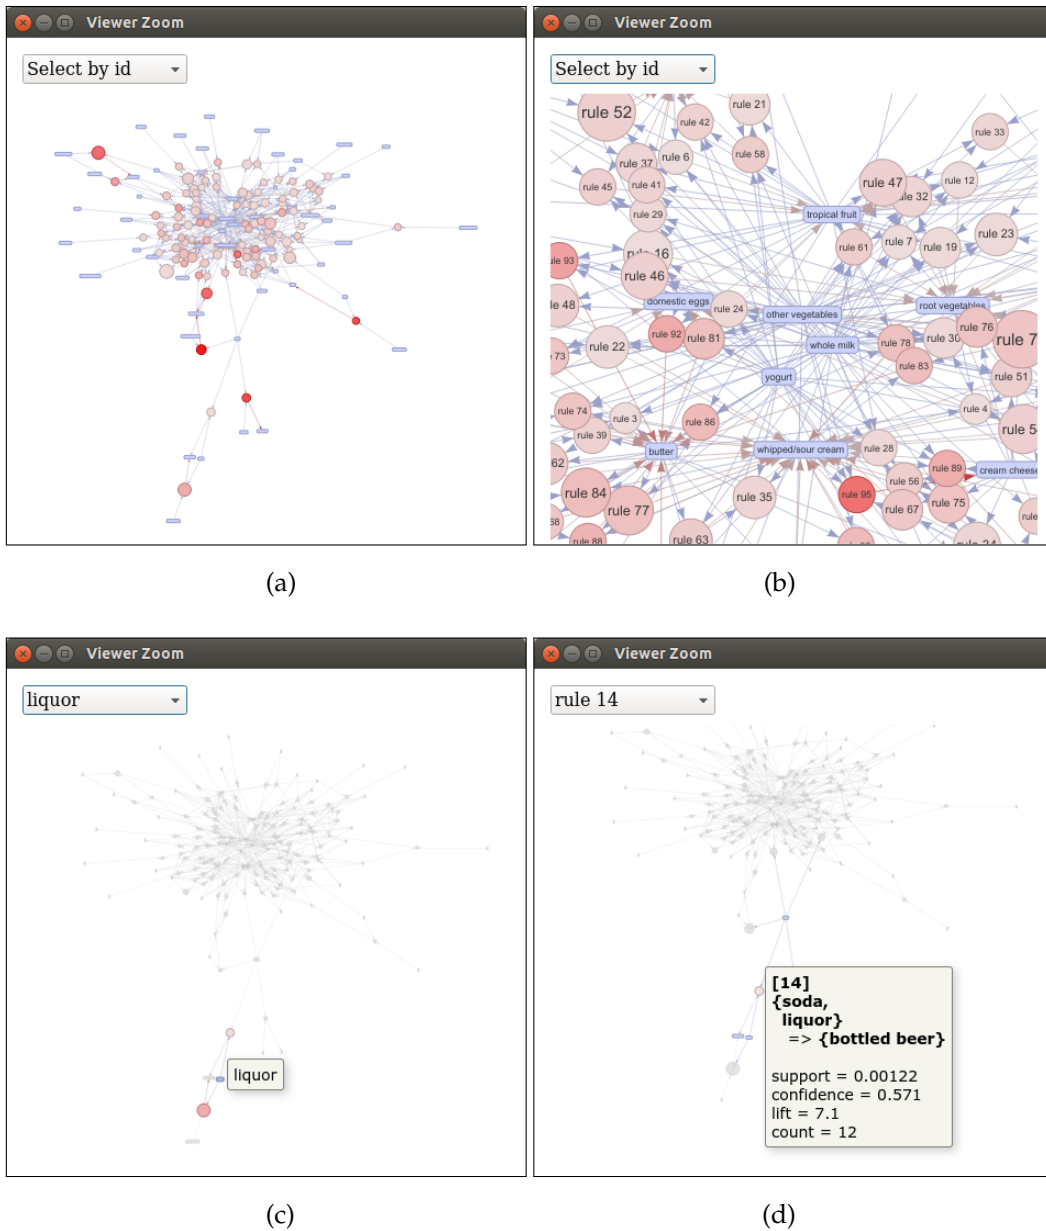 Viewer Zoom
Select by id
(a)
Viewer Zoom
Select by id
rule 52
rule 21
rule 42
rule 33
rule 37
rule 6
rule 58
rule 47
rule 12
rule 45
rule 41
rule 32
rule 29
tropical fruit
rule 61
rule 7
rule 19
rule 23
rule 93
rule 16
rule 46
domestic eggs
rule 24
other vegetables
root vegetables
rule 48
rule 92
rule 81
whole milk
rule 78
rule 30
rule 76
rule 7
rule 22
rule 73
rule 83
yogurt
rule 51
rule 74
rule 3
rule 86
rule 4
rule 39
butter
whipped/sour cream
rule 28
rule 5
62
rule 89
cream cheese
rule 84
rule 95
rule 56
rule 77
rule 35
rule 67
rule 75
rule 88
rule 63
(b)
Viewer Zoom
liquor
liquor
(c)
Viewer Zoom
rule 14
[14]
{soda,
liquor}
=> {bottled beer}
support = 0.00122
confidence = 0.571
lift = 7.1
count = 12
(d)